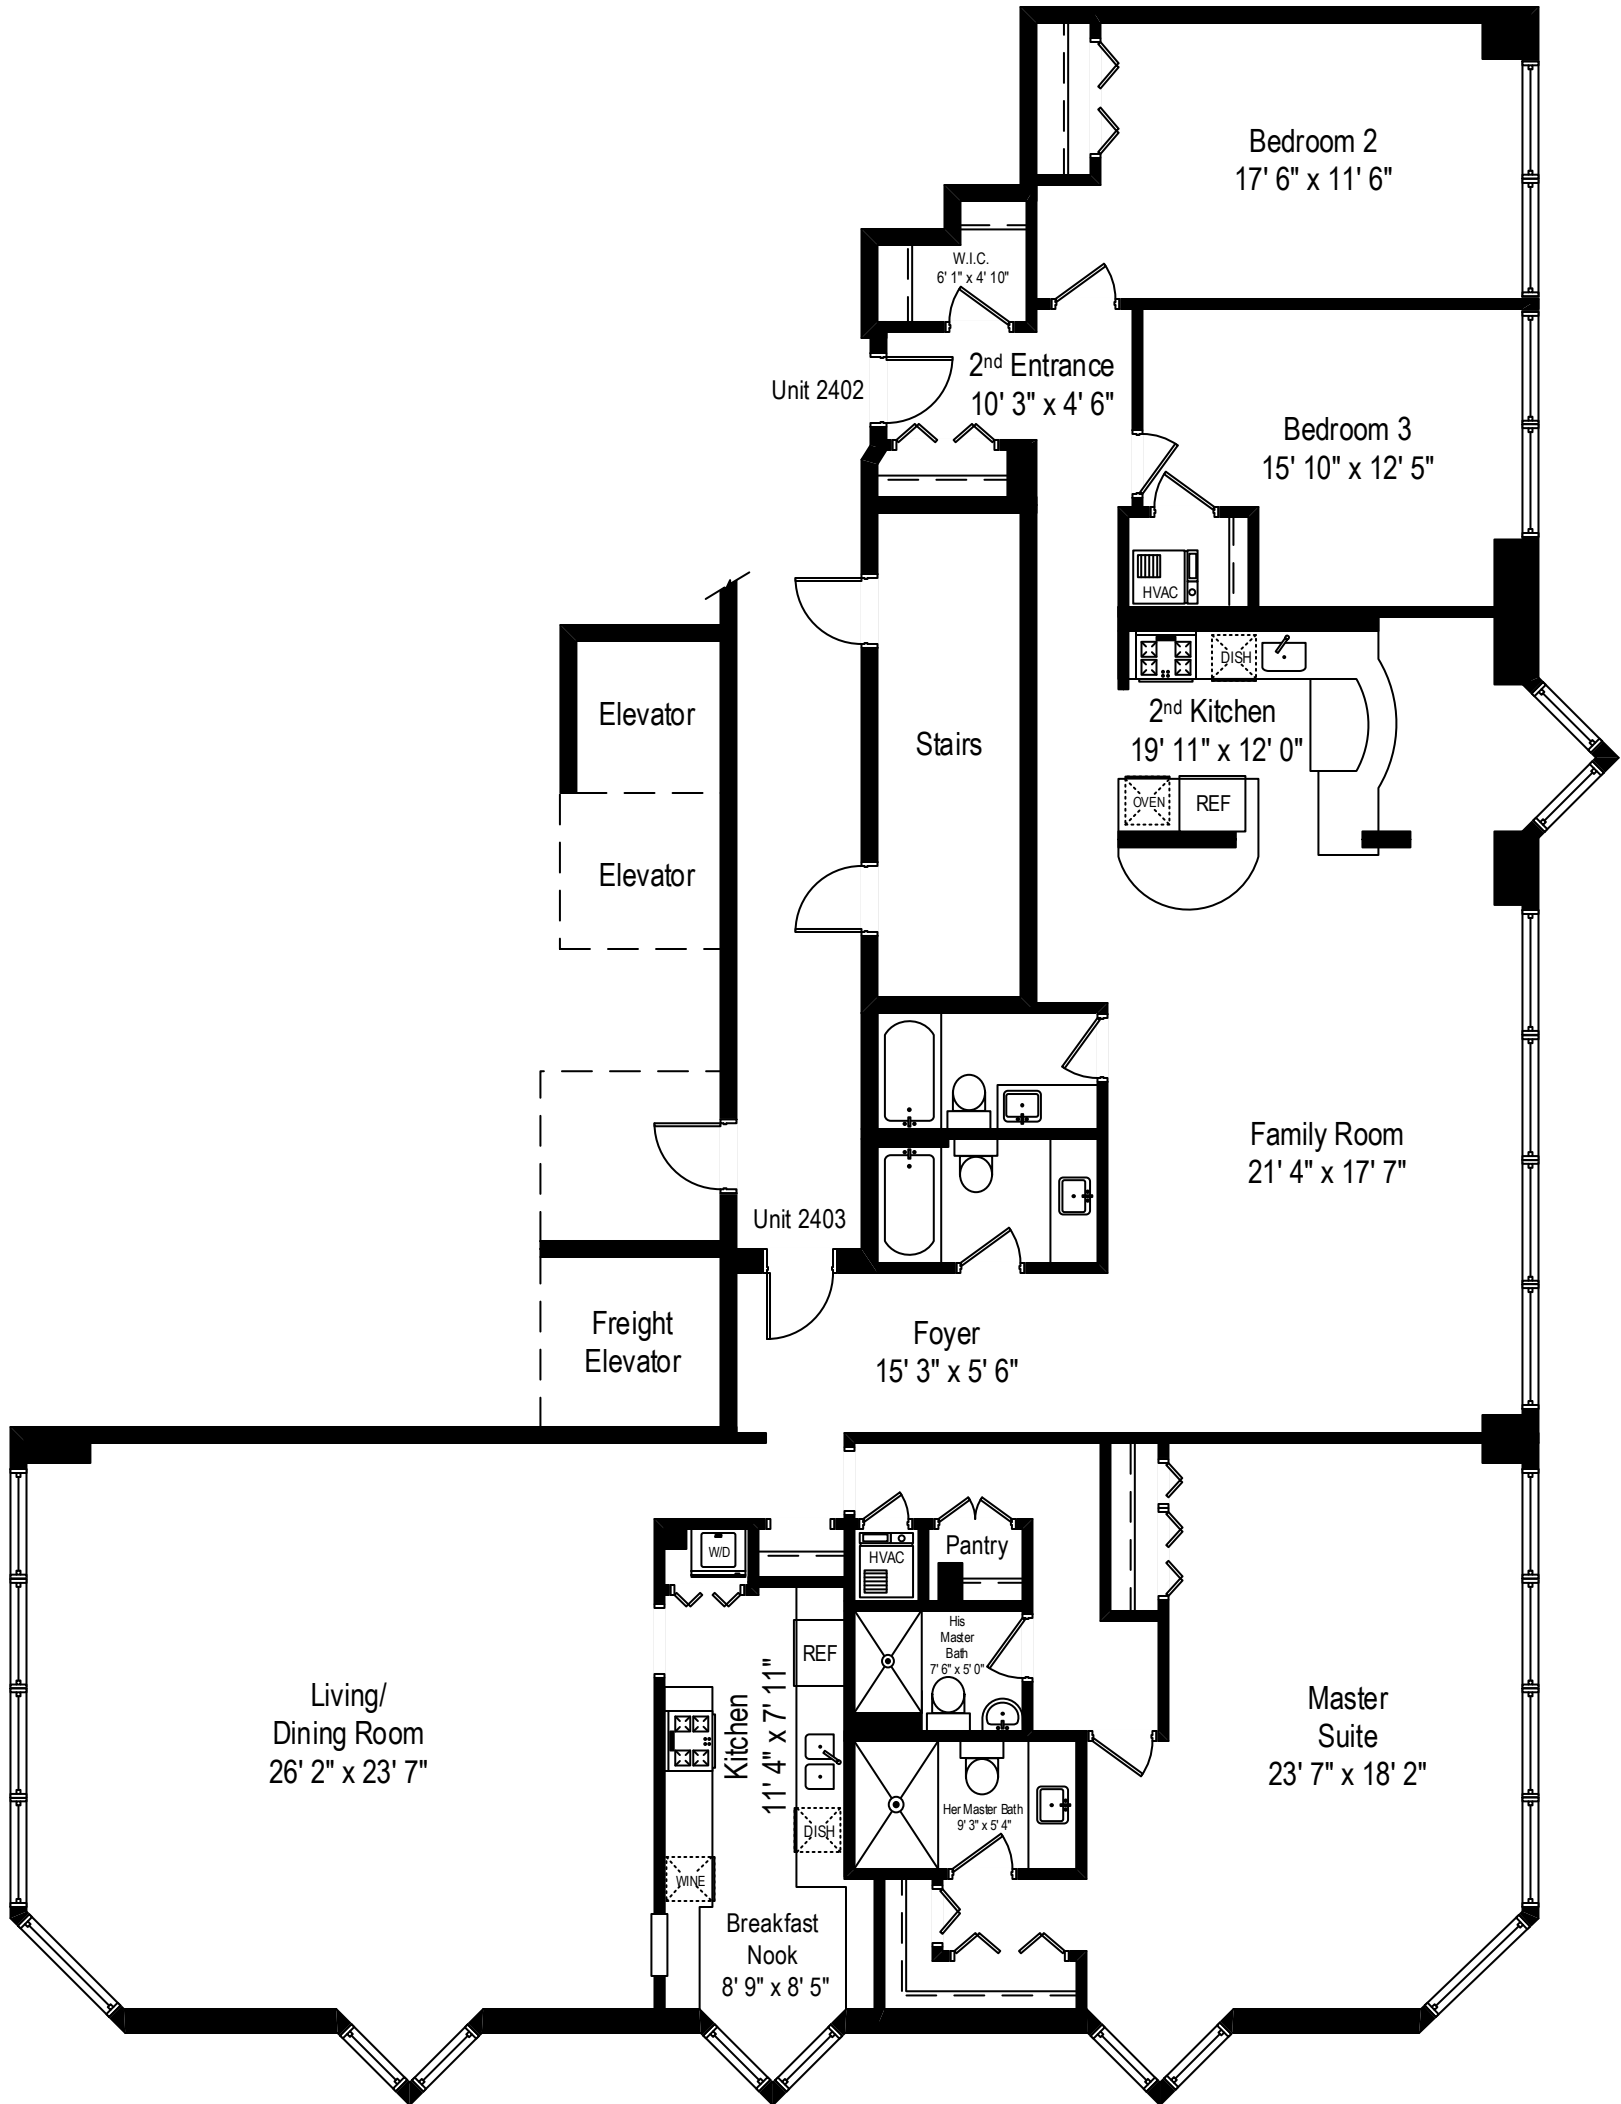 Bedroom 2
17' 6" x 11' 6"
W.I.C.
6' 1" x 4' 10"
2nd Entrance
10' 3" x 4' 6"
Unit 2402
Bedroom 3
15' 10" x 12' 5"
HVAC
DISH
2nd Kitchen
19' 11" x 12' 0"
OVEN
REF
Elevator
Stairs
Elevator
Family Room
21' 4" x 17' 7"
Unit 2403
Freight
Elevator
Foyer
15' 3" x 5' 6"
W/D
HVAC
Pantry
His
Master
Bath
7' 6" x 5' 0"
REF
Kitchen
11' 4" x 7' 11"
Living/
Dining Room
26' 2" x 23' 7"
Master
Suite
23' 7" x 18' 2"
Her Master Bath
9' 3" x 5' 4"
DISH
WINE
Breakfast
Nook
8' 9" x 8' 5"